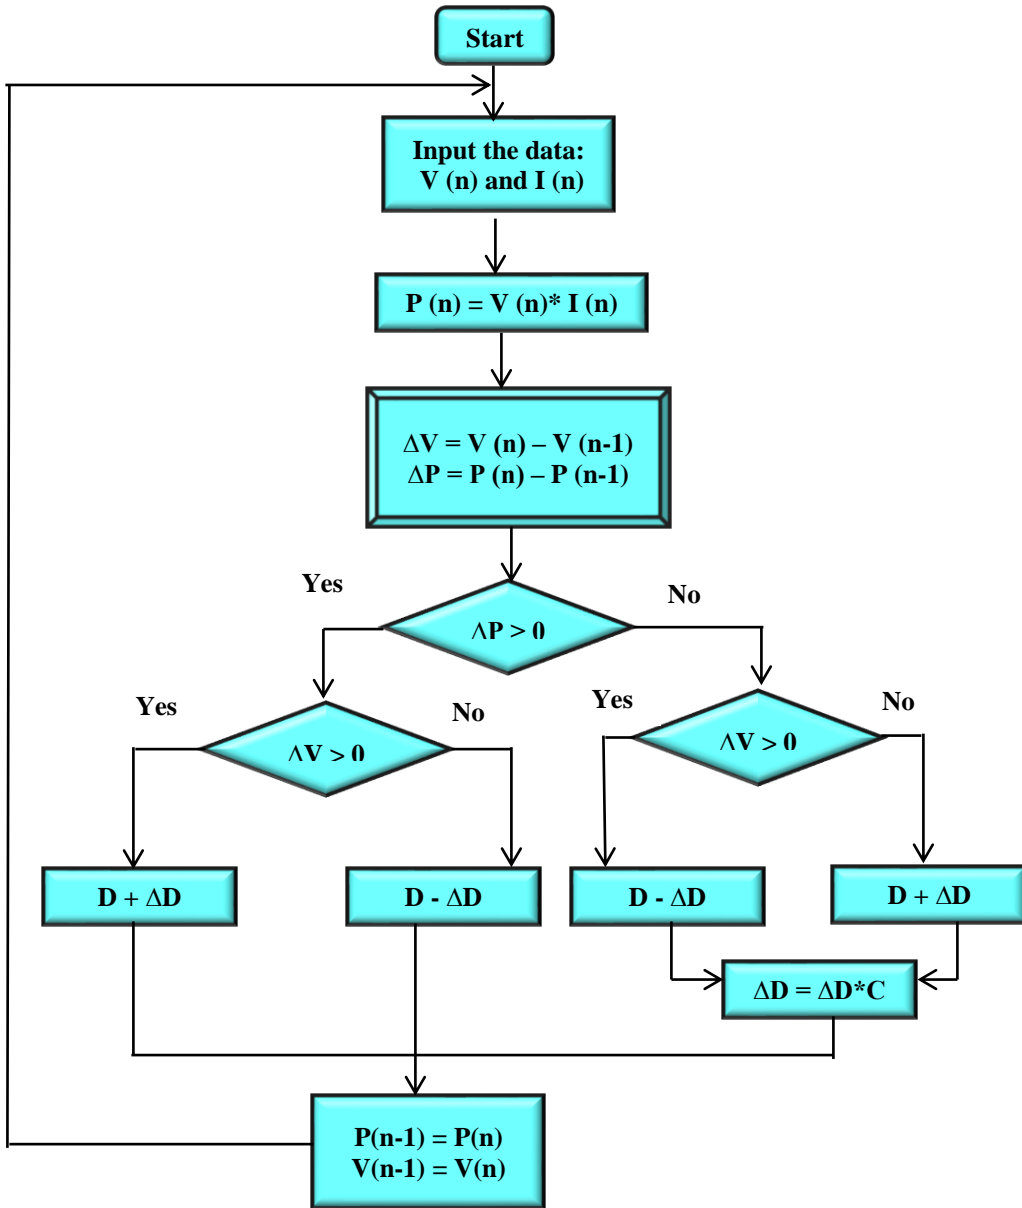 Start
Input the data:
V (n) and I (n)
P (n) = V (n)* I (n)
ΔV = V (n) – V (n-1)
ΔP = P (n) – P (n-1)
Yes
No
ΔP > 0
Yes
No
Yes
No
ΔV > 0
ΔV > 0
D + ΔD
D - ΔD
D - ΔD
D + ΔD
ΔD = ΔD*C
P(n-1) = P(n)
V(n-1) = V(n)